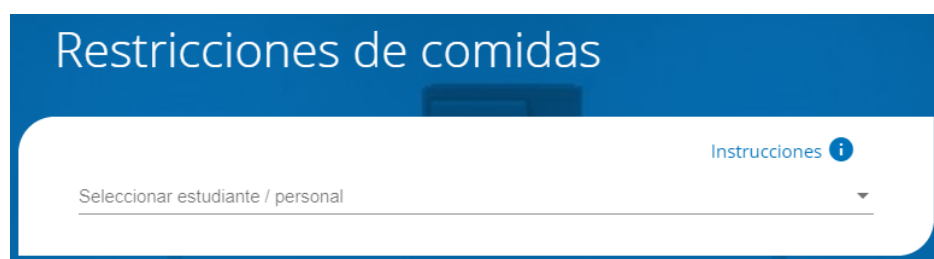 Restricciones de comidas
Instrucciones
Seleccionar estudiante / personal